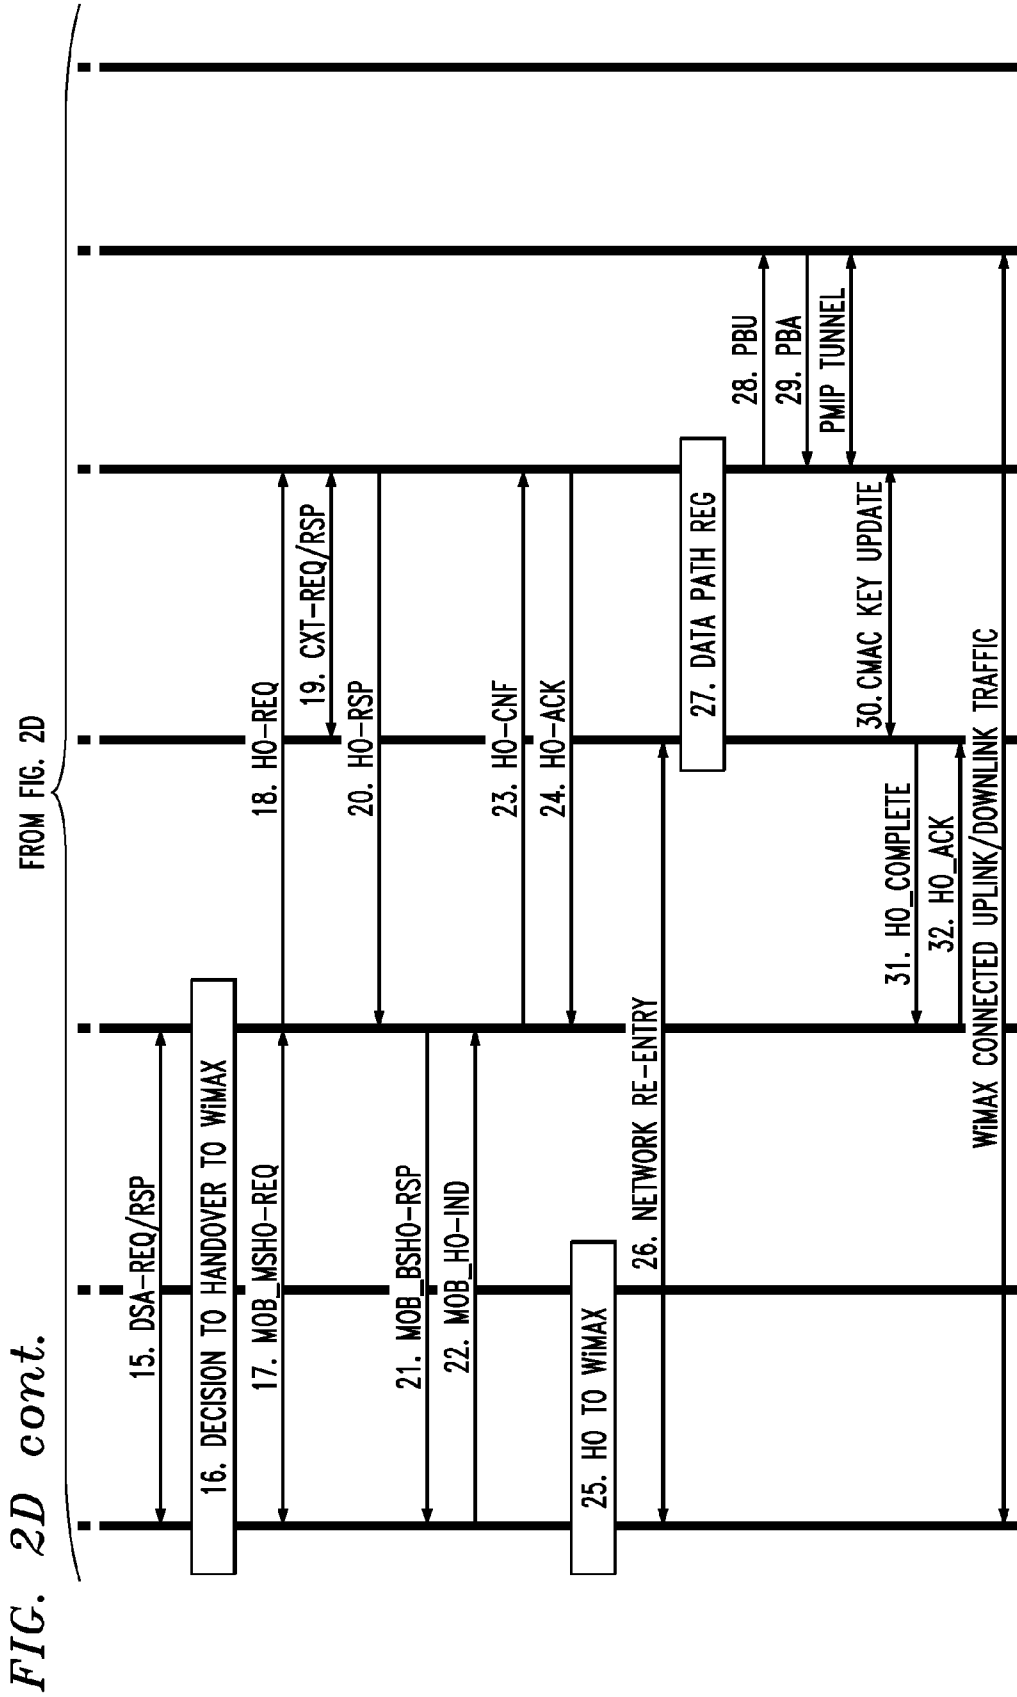 FIG. 2D cont.
FROM FIG. 2D
15. DSA-REQ/RSP
16. DECISION TO HANDOVER TO WiMAX
17. MOB_MSHO-REQ
18. HO-REQ
19. CXT-REQ/RSP
20. HO-RSP
21. MOB_BSHO-RSP
22. MOB_HO-IND
23. HO-CNF
24. HO-ACK
25. HO TO WiMAX
26. NETWORK RE-ENTRY
27. DATA PATH REG
28. PBU
29. PBA
PMIP TUNNEL
30. CMAC KEY UPDATE
31. HO_COMPLETE
32. HO_ACK
WiMAX CONNECTED UPLINK/DOWNLINK TRAFFIC